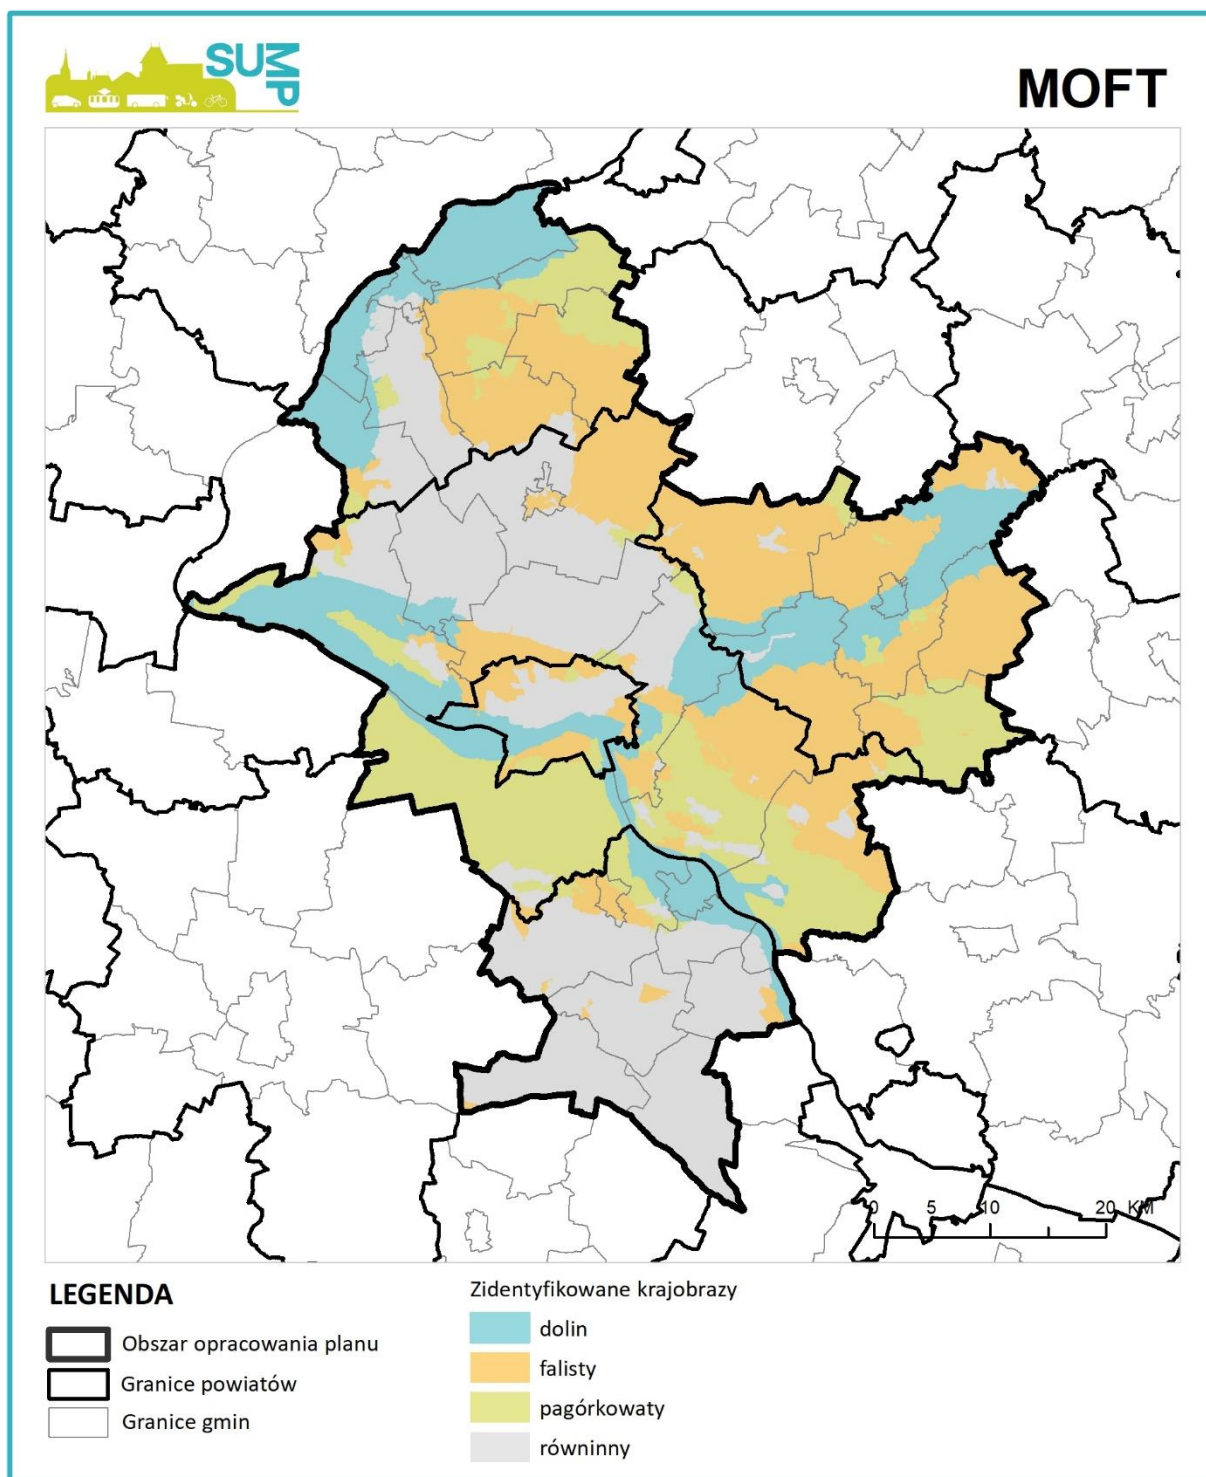 SUMP
MOFT
0 5 10 20 KM
LEGENDA
Obszar opracowania planu
Granice powiatów
Granice gmin
Zidentyfikowane krajobrazy
dolin
falisty
pagórkowaty
równinny